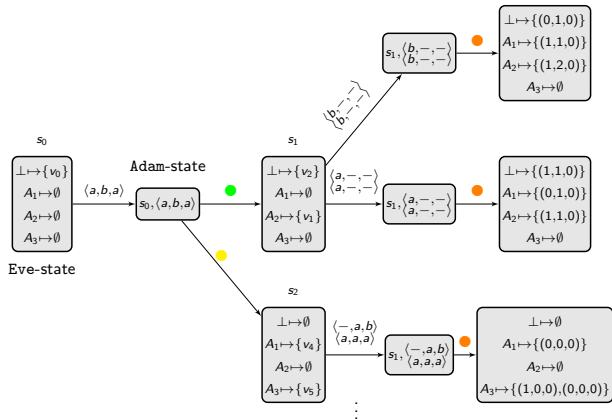 s₀
⊥↦{v₀}
A₁↦∅
A₂↦∅
A₃↦∅
Eve-state
⟨a,b,a⟩
Adam-state
s₀,⟨a,b,a⟩
s₁
⊥↦{v₂}
A₁↦∅
A₂↦{v₁}
A₃↦∅
⟨b,−,−⟩
⟨b,−,−⟩
s₁,⟨b,−,−⟩
⟨b,−,−⟩
⊥↦{(0,1,0)}
A₁↦{(1,1,0)}
A₂↦{(1,2,0)}
A₃↦∅
⟨a,−,−⟩
⟨a,−,−⟩
s₁,⟨a,−,−⟩
⟨a,−,−⟩
⊥↦{(1,1,0)}
A₁↦{(0,1,0)}
A₂↦{(1,1,0)}
A₃↦∅
s₂
⊥↦∅
A₁↦{v₄}
A₂↦∅
A₃↦{v₅}
⟨−,a,b⟩
⟨a,a,a⟩
s₁,⟨−,a,b⟩
⟨a,a,a⟩
⊥↦∅
A₁↦{(0,0,0)}
A₂↦∅
A₃↦{(1,0,0),(0,0,0)}
⋮